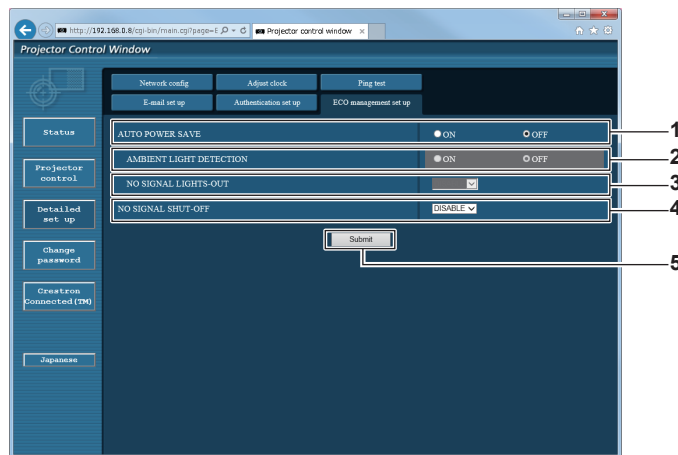 http://192.168.0.8/cgi-bin/main.cgi?page=E
Projector control window
Projector Control Window
Network config
Adjust clock
Ping test
E-mail set up
Authentication set up
ECO management set up
Status
Projector control
Detailed set up
Change password
Crestron Connected(TM)
Japanese
AUTO POWER SAVE
ON
OFF
1
AMBIENT LIGHT DETECTION
ON
OFF
2
NO SIGNAL LIGHTS-OUT
3
NO SIGNAL SHUT-OFF
DISABLE
4
Submit
5